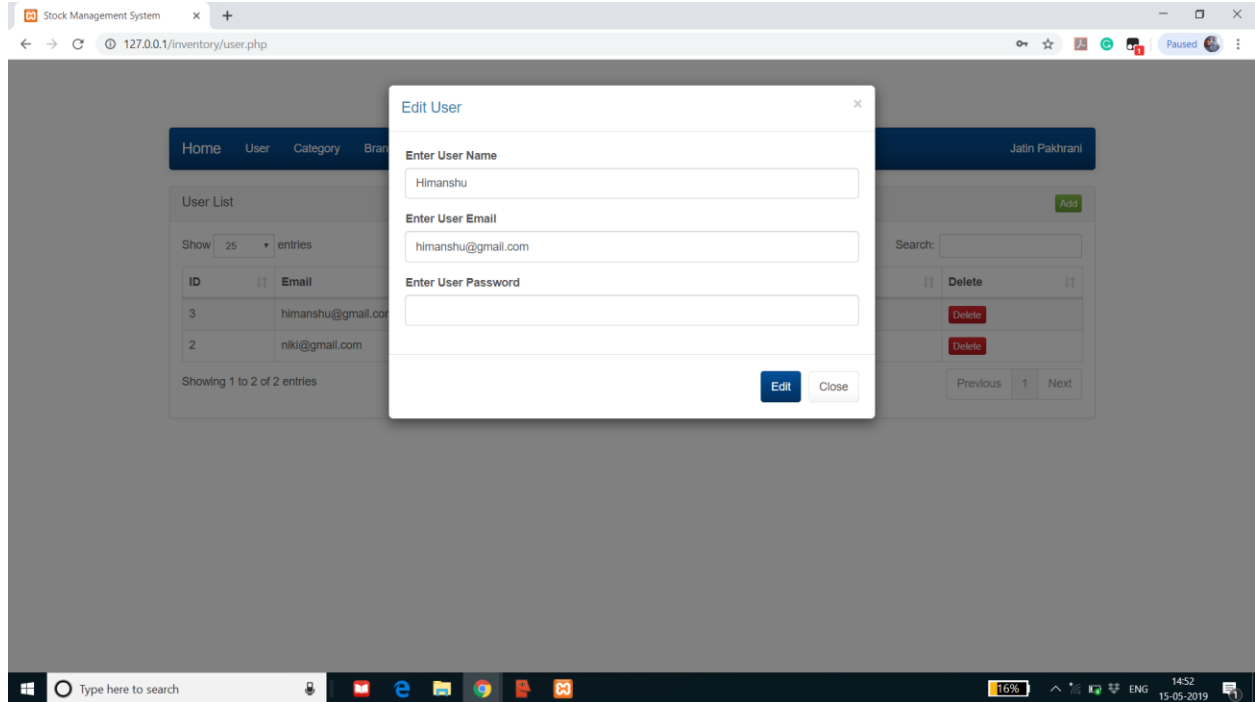 Stock Management System
127.0.0.1/inventory/user.php
1
Paused
Edit User
×
Home User Category Bran Jatin Pakhrani
Enter User Name
Himanshu
User List Add
Enter User Email
Show 25 entries himanshu@gmail.com Search:
ID Email Enter User Password Delete
3 himanshu@gmail.cor Delete
2 niki@gmail.com Delete
Showing 1 to 2 of 2 entries Edit Close Previous 1 Next
Type here to search 16% ENG 14:52
15-05-2019
1